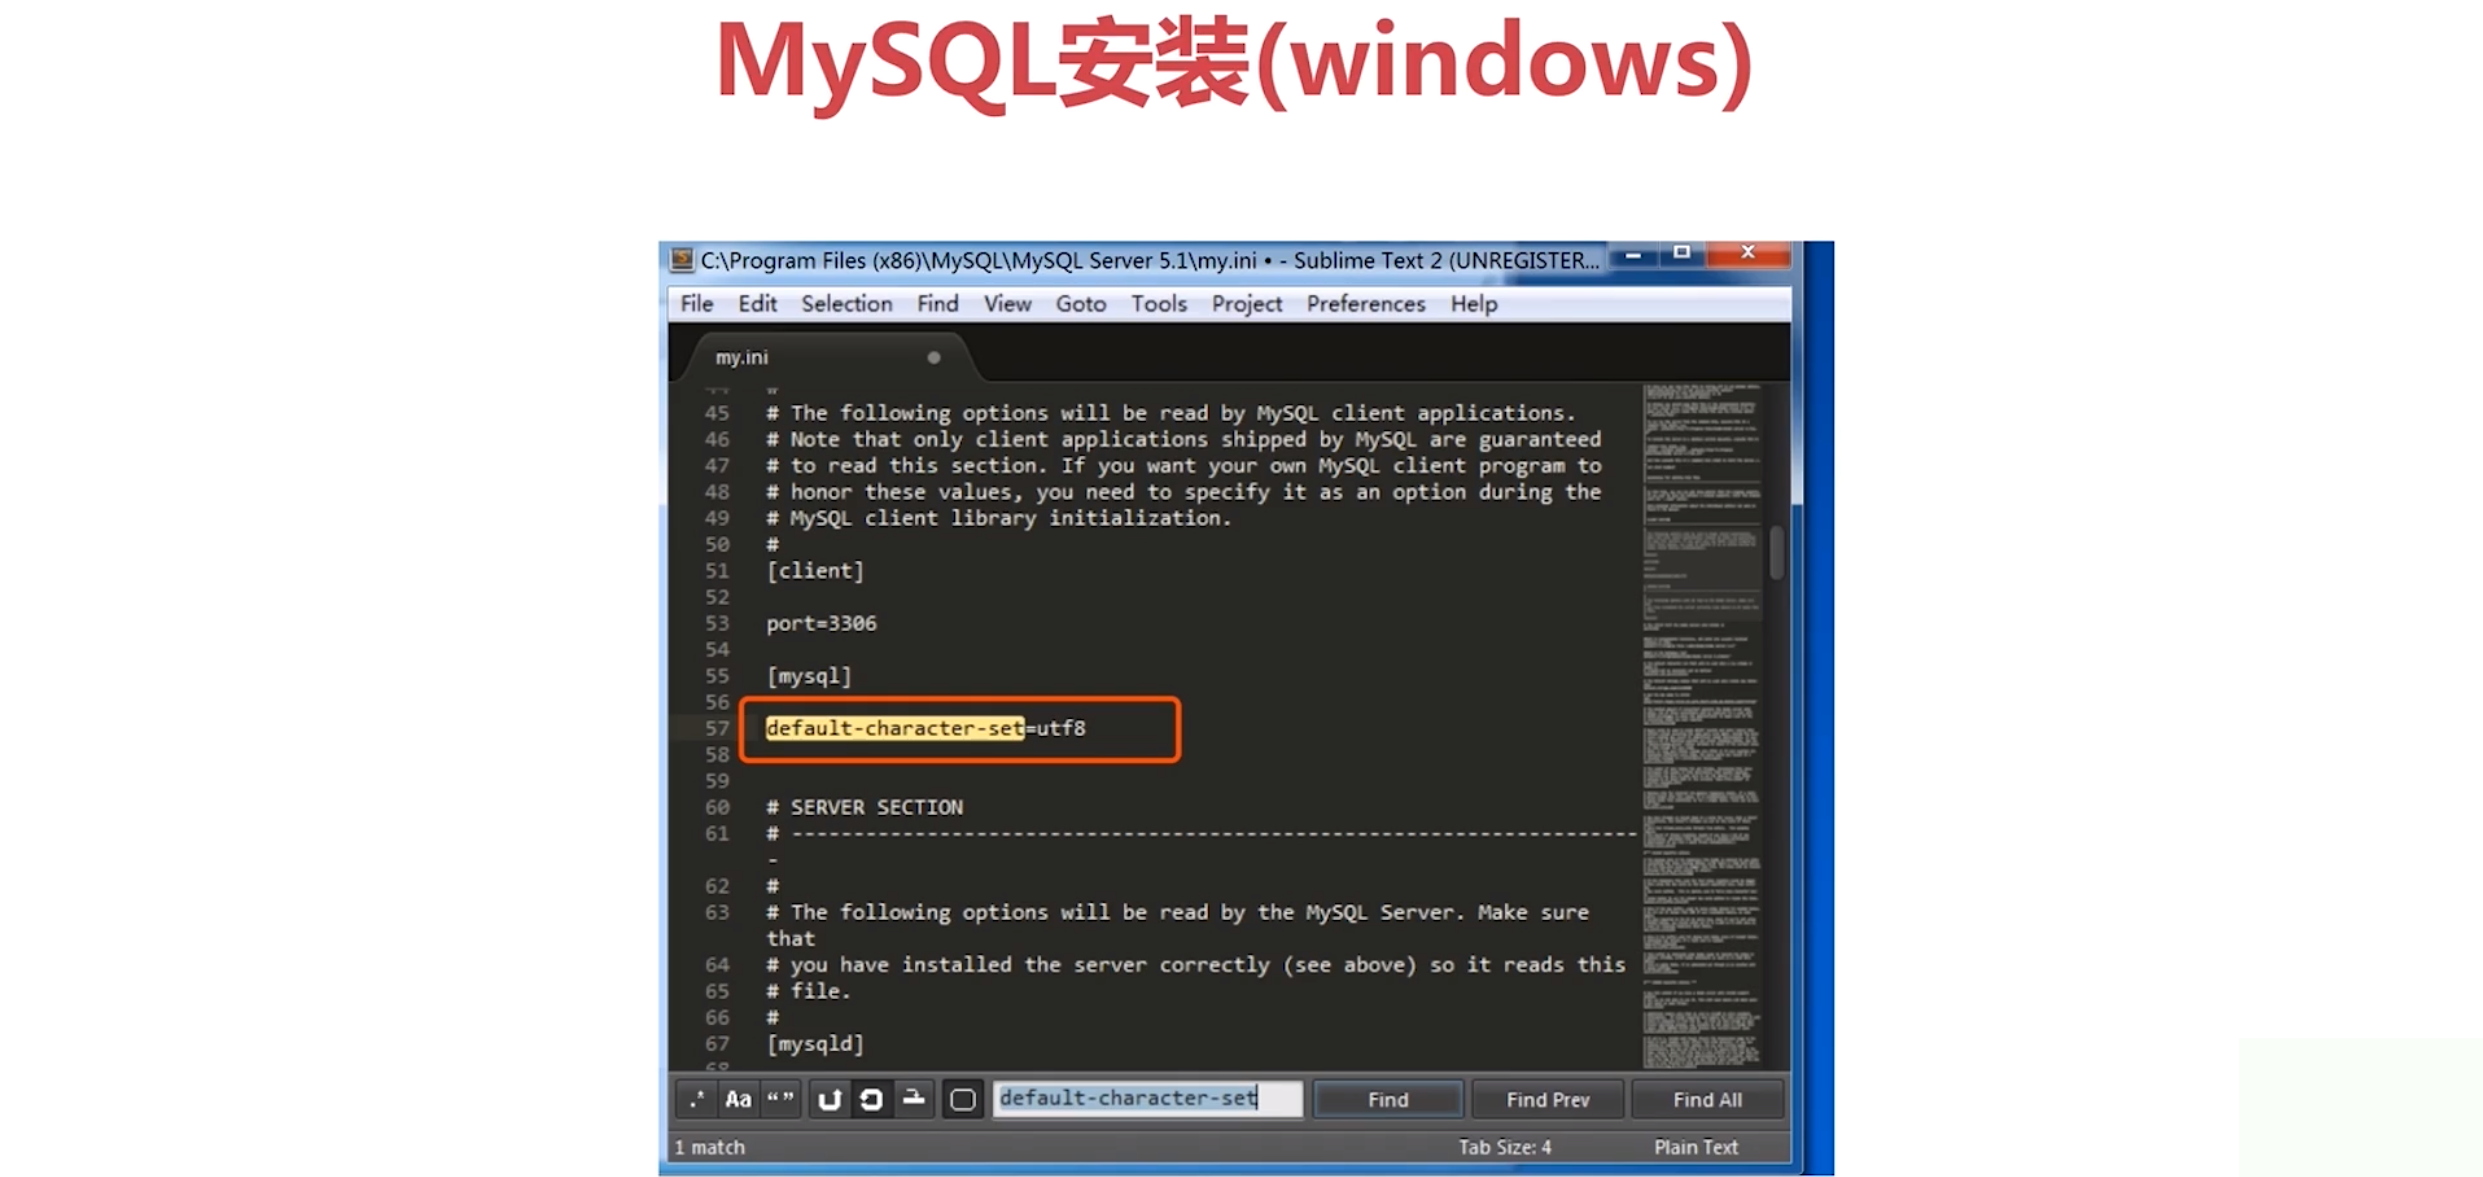 MySQL安装(windows)
C:\Program Files (x86)\MySQL\MySQL Server 5.1\my.ini • - Sublime Text 2 (UNREGISTER...
File Edit Selection Find View Goto Tools Project Preferences Help
my.ini
45 # The following options will be read by MySQL client applications.
46 # Note that only client applications shipped by MySQL are guaranteed
47 # to read this section. If you want your own MySQL client program to
48 # honor these values, you need to specify it as an option during the
49 # MySQL client library initialization.
50 #
51 [client]
52
53 port=3306
54
55 [mysql]
56
57 default-character-set=utf8
58
59
60 # SERVER SECTION
61 # ---------------------------------------------------------------------
-
62 #
63 # The following options will be read by the MySQL Server. Make sure
that
64 # you have installed the server correctly (see above) so it reads this
65 # file.
66 #
67 [mysqld]
.* Aa “ ” default-character-set Find Find Prev Find All
1 match Tab Size: 4 Plain Text